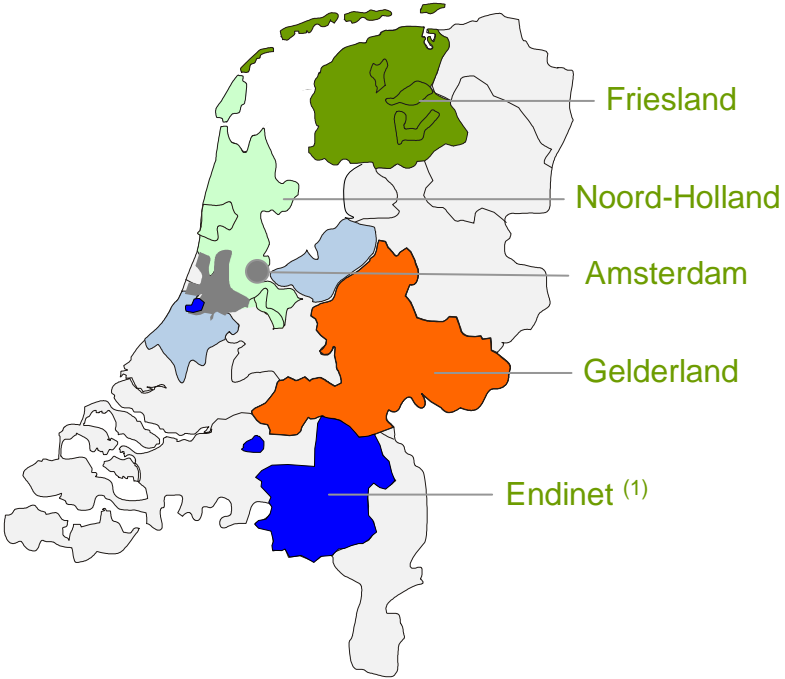 Friesland
Noord-Holland
Amsterdam
Gelderland
Endinet (1)